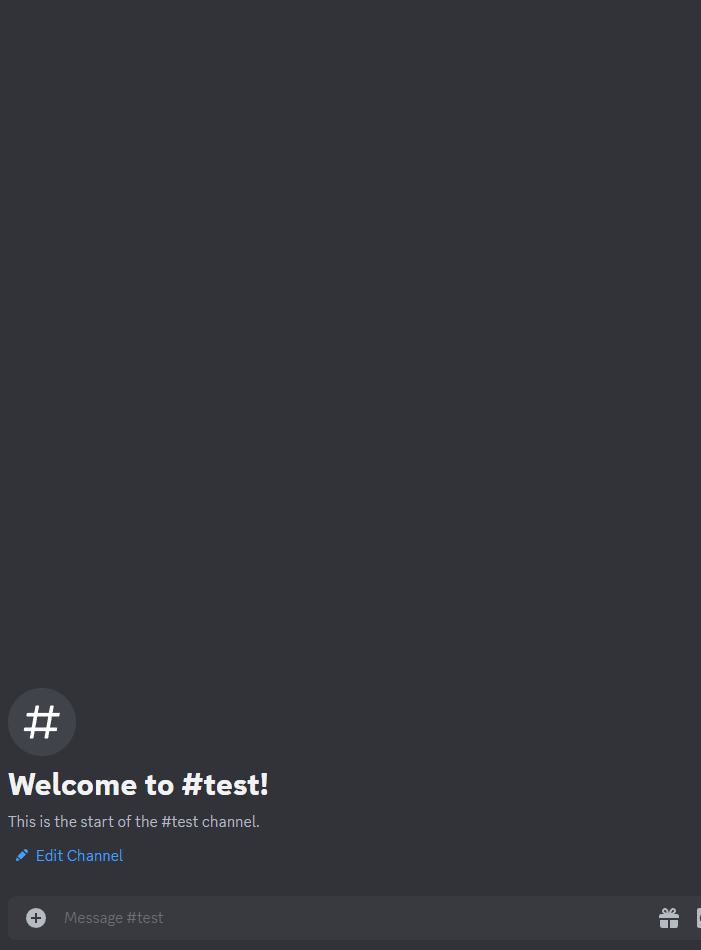 Welcome to #test!
This is the start of the #test channel.
Edit Channel
Message #test